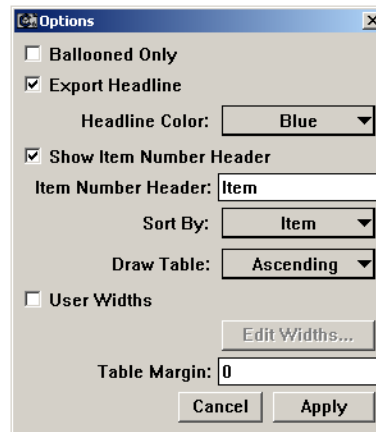 Options
Ballooned Only
Export Headline
Headline Color: Blue
Show Item Number Header
Item Number Header: Item
Sort By: Item
Draw Table: Ascending
User Widths
Edit Widths...
Table Margin: 0
Cancel Apply